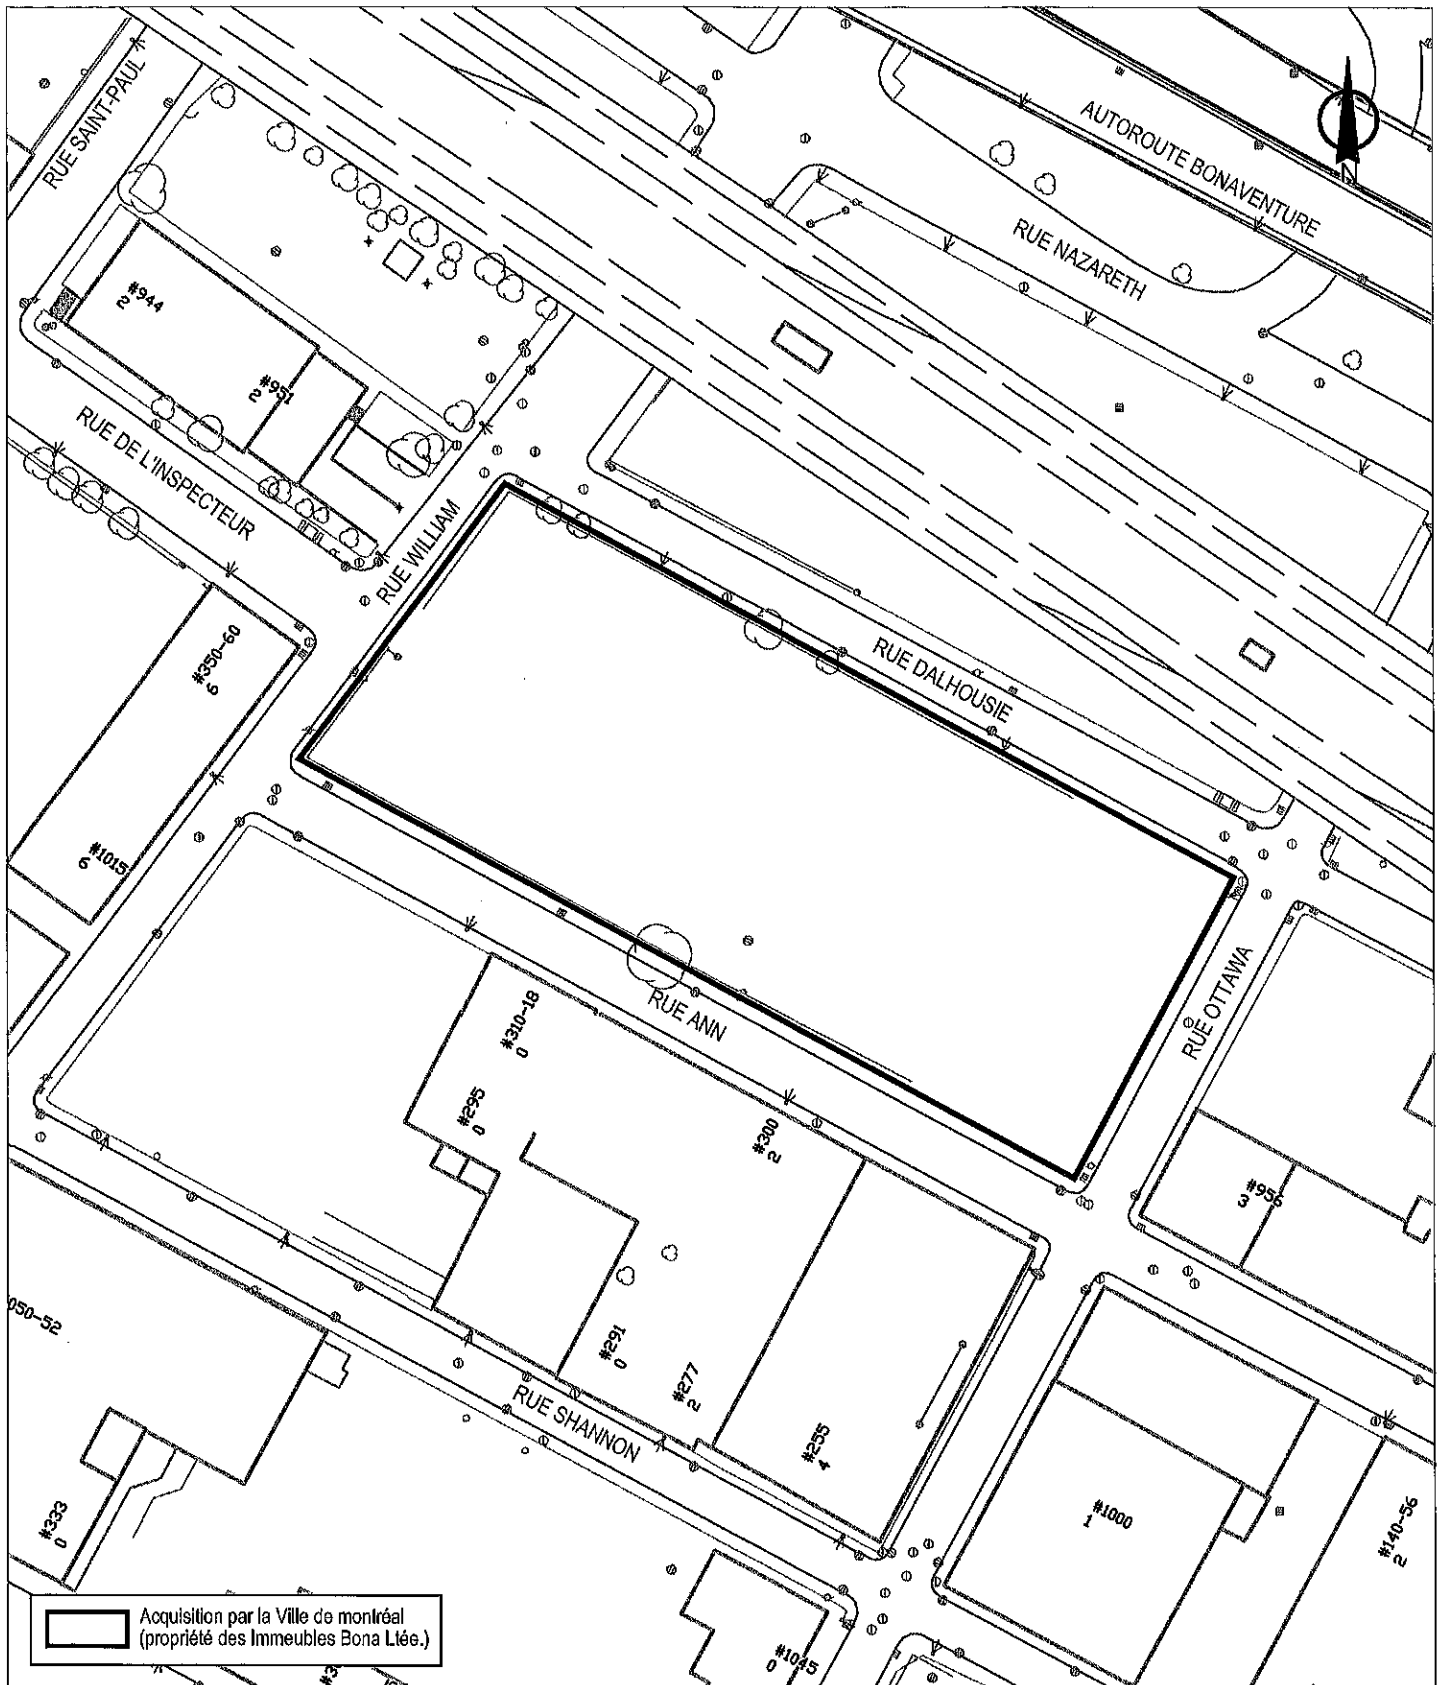 RUE SAINT-PAUL
AUTOROUTE BONAVENTURE
N
RUE NAZARETH
#944
2
#951
2
RUE DE L'INSPECTEUR
RUE WILLIAM
#350-60
6
RUE DALHOUSIE
#1015
6
RUE OTTAWA
RUE ANN
#310-18
0
#295
0
#300
2
#956
3
050-52
#291
0
#277
2
RUE SHANNON
#255
4
#333
0
#1000
1
#140-56
2
Acquisition par la Ville de montréal
(propriété des Immeubles Bona Ltée.)
#1045
0